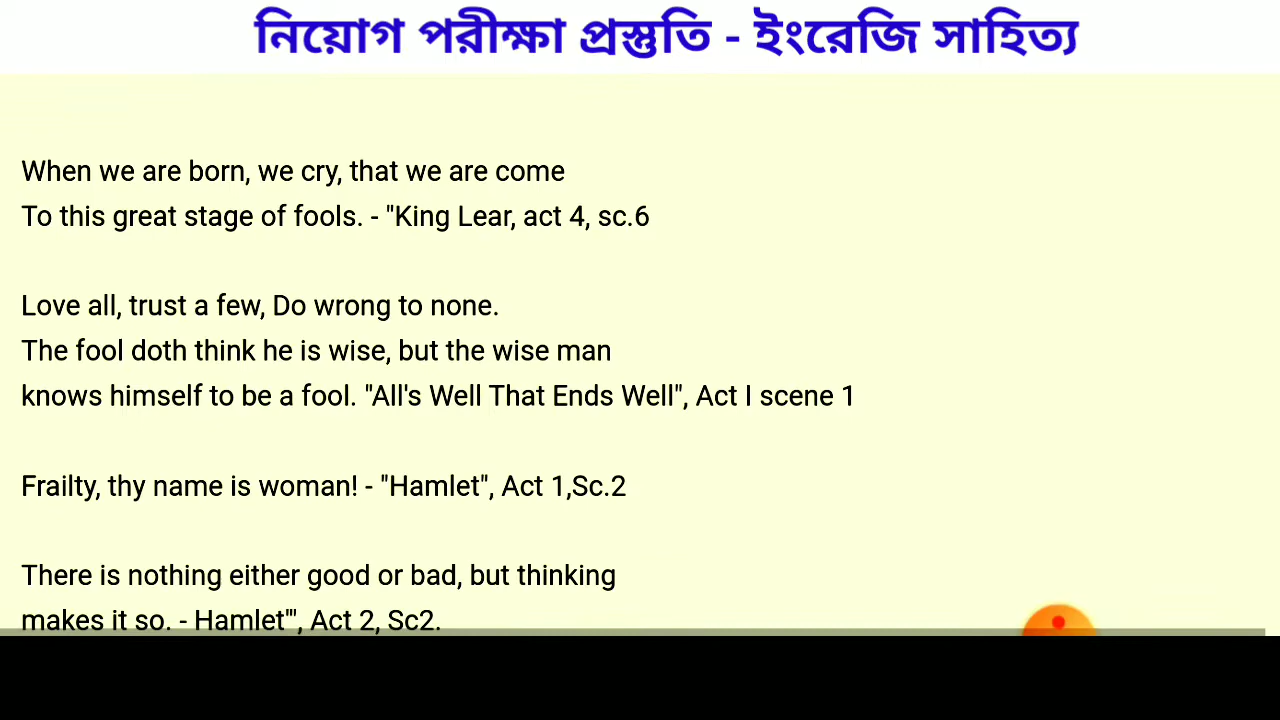 নিয়োগ পরীক্ষা প্রস্তুতি - ইংরেজি সাহিত্য
When we are born, we cry, that we are come
To this great stage of fools. - "King Lear, act 4, sc.6
Love all, trust a few, Do wrong to none.
The fool doth think he is wise, but the wise man
knows himself to be a fool. "All's Well That Ends Well", Act I scene 1
Frailty, thy name is woman! - "Hamlet", Act 1,Sc.2
There is nothing either good or bad, but thinking
makes it so. - Hamlet"', Act 2, Sc2.